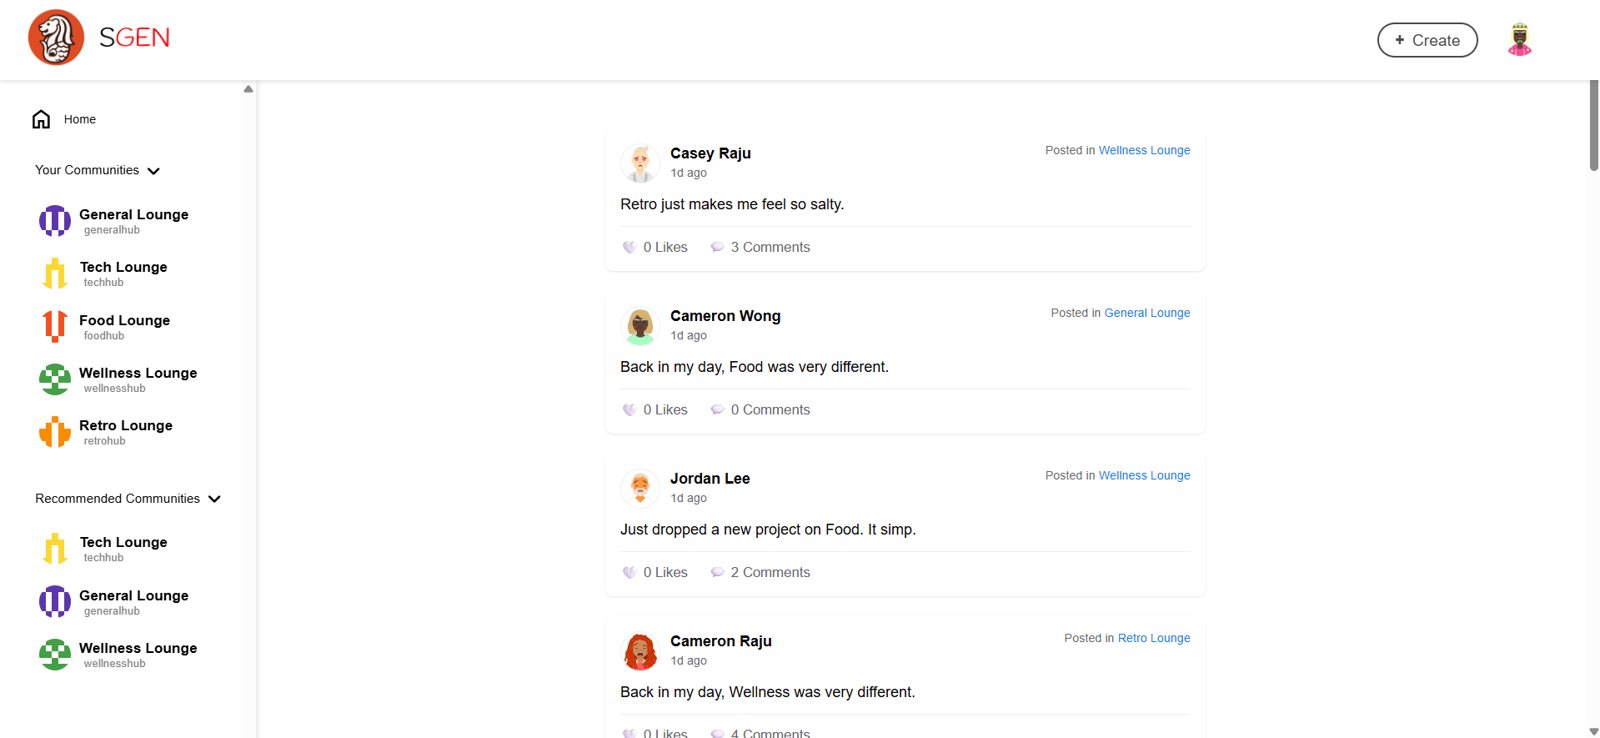 SGEN
+ Create
Home
Your Communities
General Lounge
generalhub
Tech Lounge
techhub
Food Lounge
foodhub
Wellness Lounge
wellnesshub
Retro Lounge
retrohub
Recommended Communities
Tech Lounge
techhub
General Lounge
generalhub
Wellness Lounge
wellnesshub
Casey Raju
Posted in Wellness Lounge
1d ago
Retro just makes me feel so salty.
0 Likes 3 Comments
Cameron Wong
Posted in General Lounge
1d ago
Back in my day, Food was very different.
0 Likes 0 Comments
Jordan Lee
Posted in Wellness Lounge
1d ago
Just dropped a new project on Food. It simp.
0 Likes 2 Comments
Cameron Raju
Posted in Retro Lounge
1d ago
Back in my day, Wellness was very different.
0 Likes 4 Comments